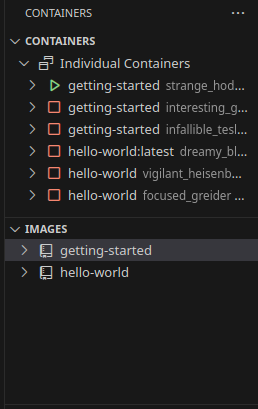 CONTAINERS
CONTAINERS
Individual Containers
getting-started strange_hod...
getting-started interesting_g...
getting-started infallible_tesl...
hello-world:latest dreamy_bl...
hello-world vigilant_heisenb...
hello-world focused_greider ...
IMAGES
getting-started
hello-world